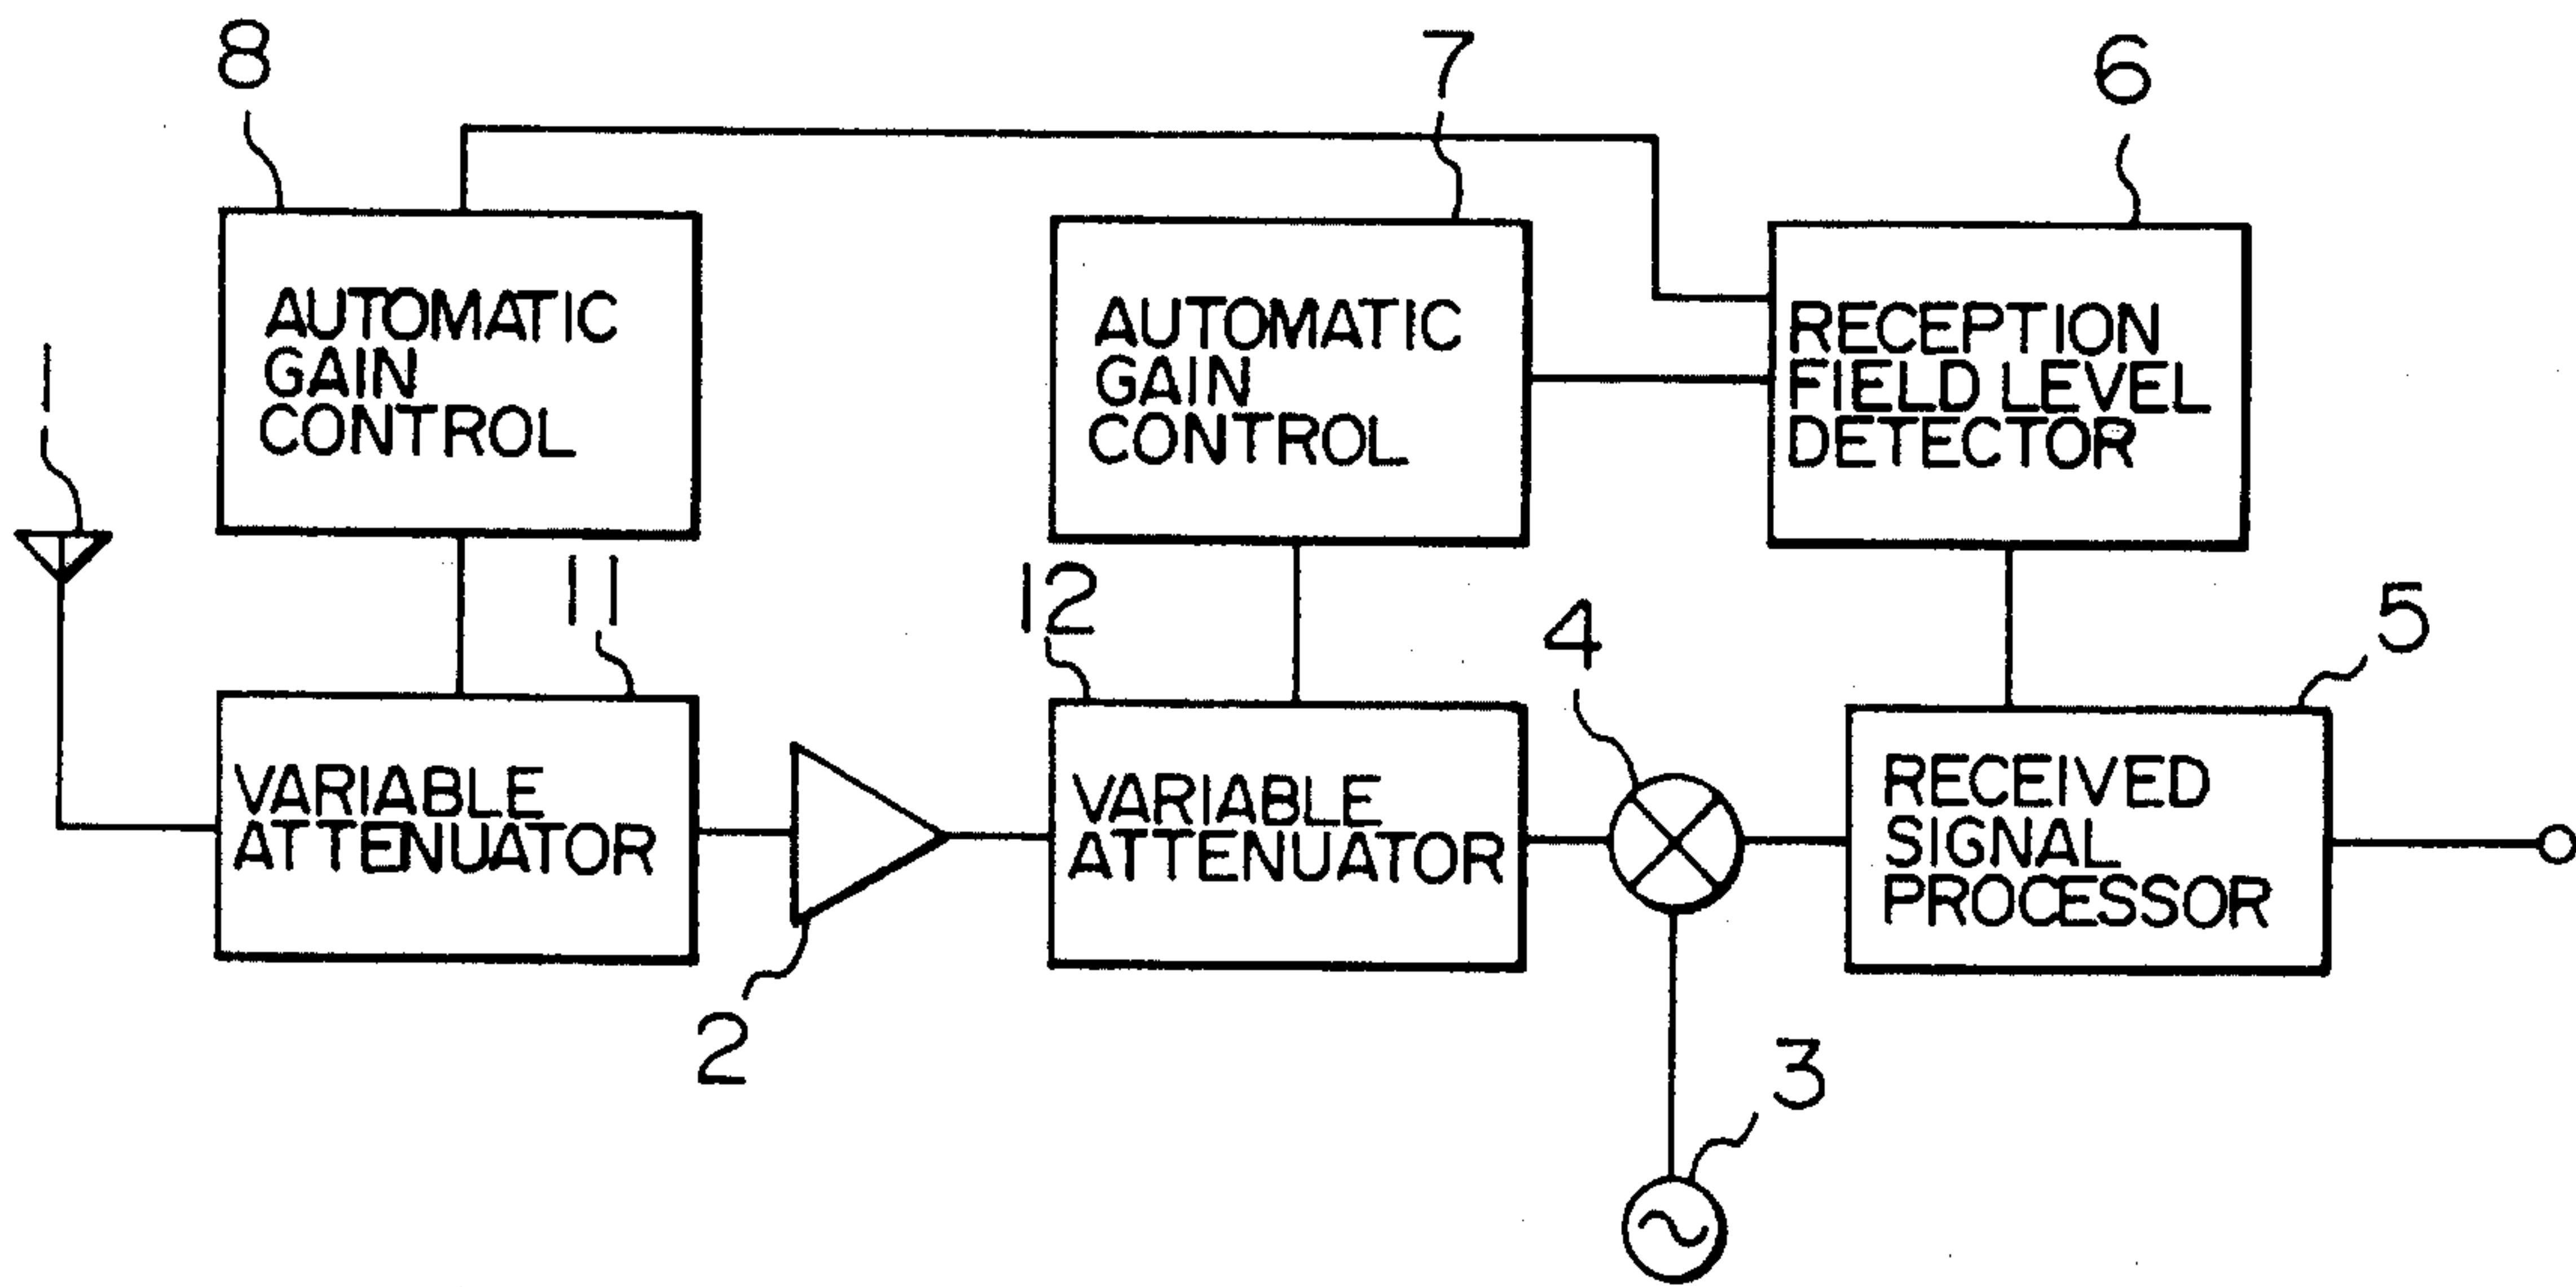 8
7
6
AUTOMATIC
GAIN
CONTROL
AUTOMATIC
GAIN
CONTROL
RECEPTION
FIELD LEVEL
DETECTOR
1
11
12
4
5
VARIABLE
ATTENUATOR
VARIABLE
ATTENUATOR
RECEIVED
SIGNAL
PROCESSOR
2
3